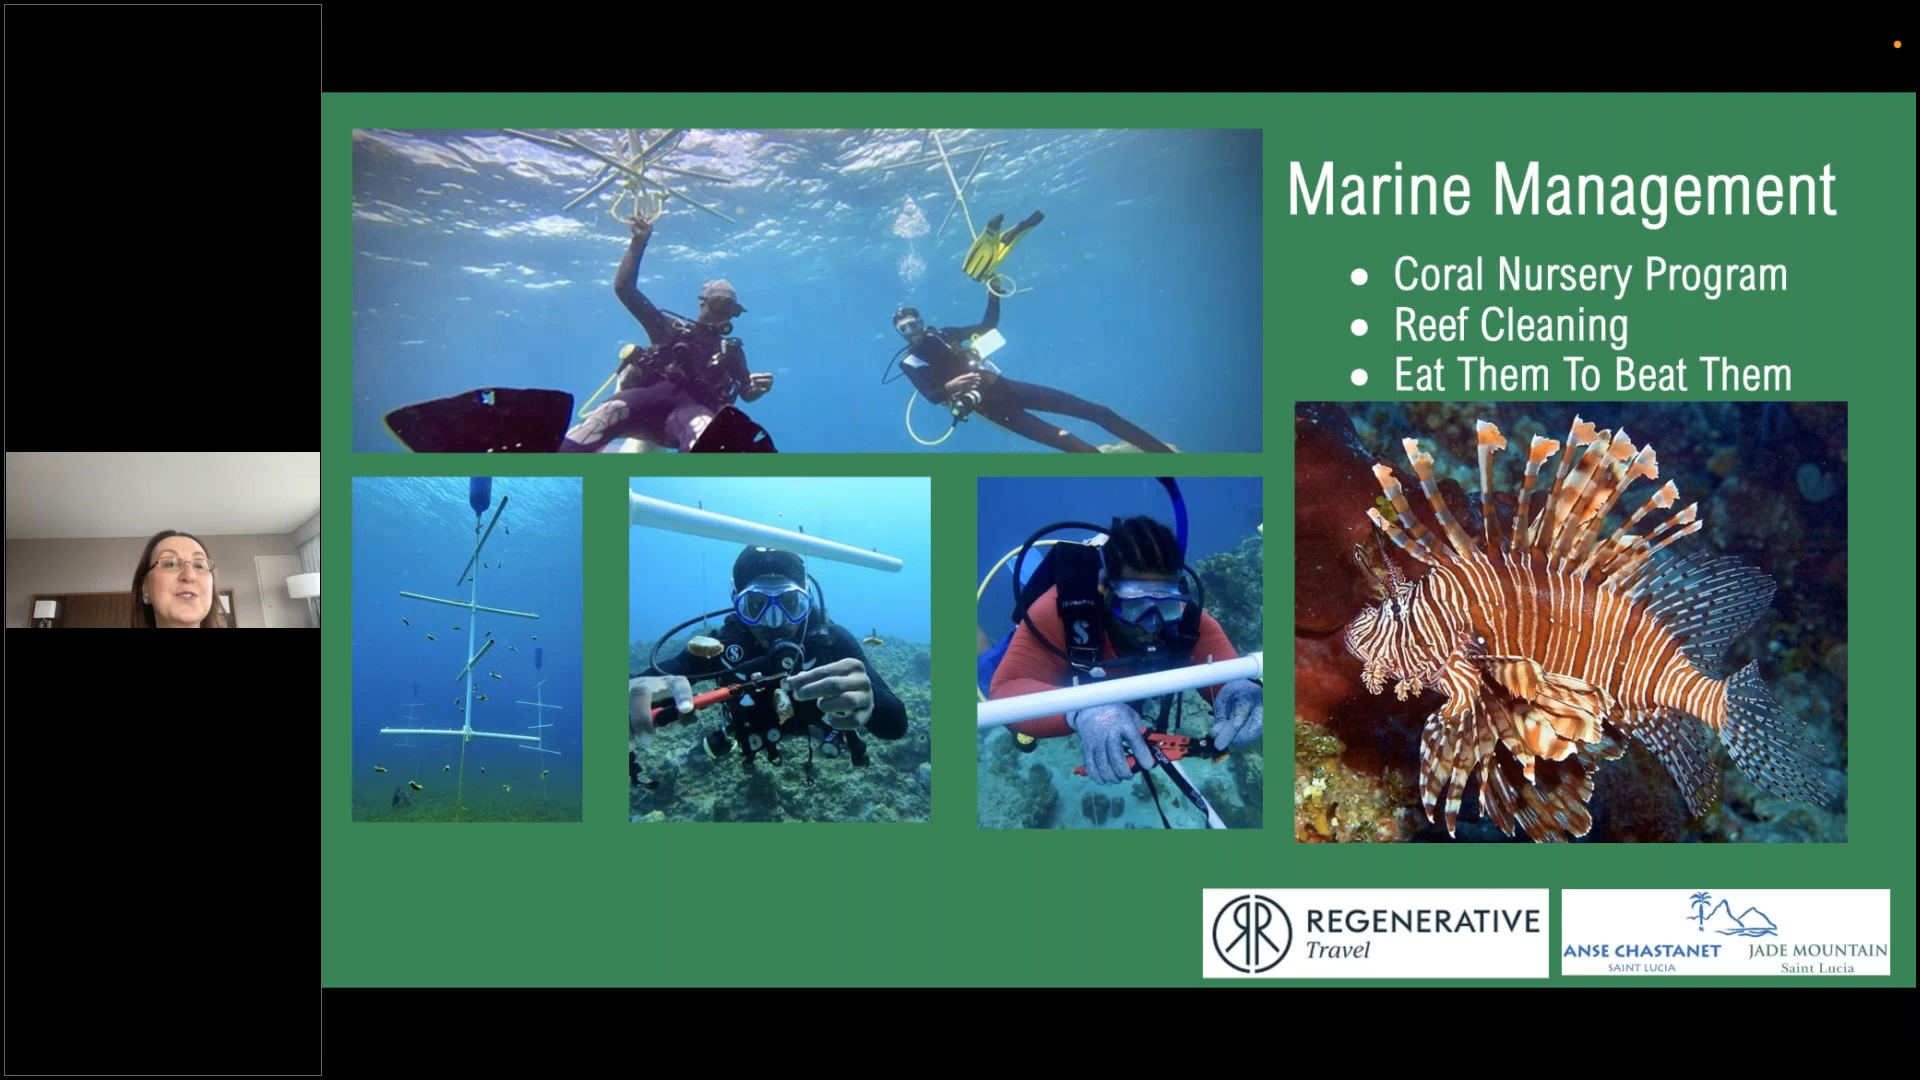 Marine Management
● Coral Nursery Program
● Reef Cleaning
● Eat Them To Beat Them
RR REGENERATIVE
Travel
ANSE CHASTANET
SAINT LUCIA
JADE MOUNTAIN
Saint Lucia